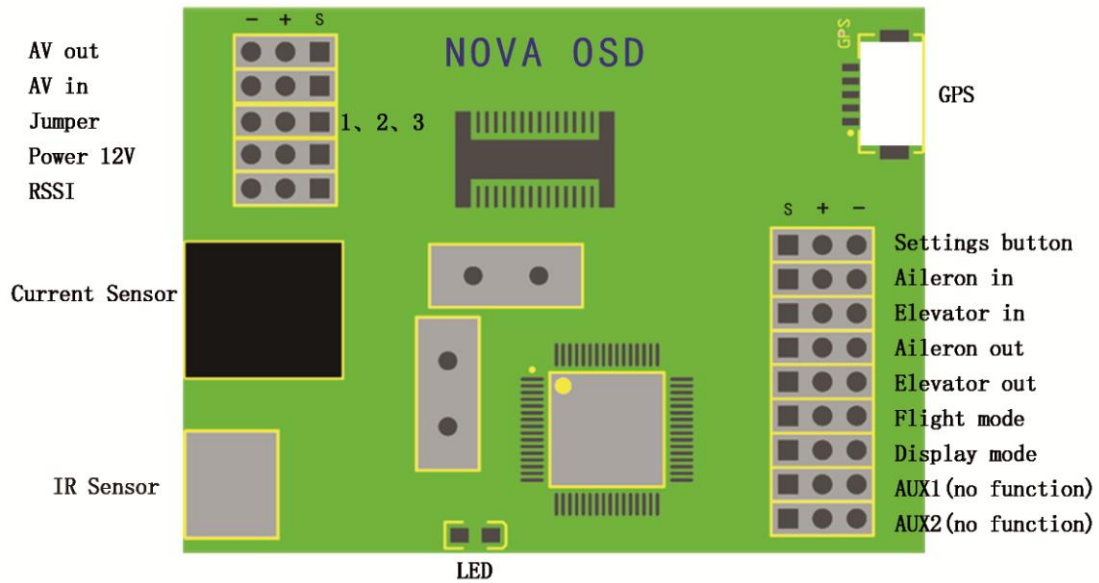 - + S
NOVA OSD
GPS
AV out
AV in
Jumper
1、2、3
Power 12V
RSSI
GPS
S + -
Settings button
Aileron in
Elevator in
Aileron out
Elevator out
Flight mode
Display mode
AUX1(no function)
AUX2(no function)
Current Sensor
IR Sensor
LED